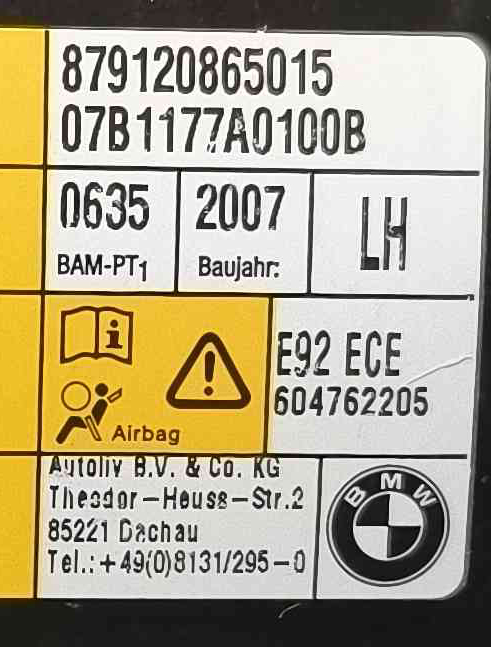 879120865015
07B1177A0100B
0635
BAM-PT1
2007
Baujahr:
LH
E92 ECE
604762205
Airbag
Autoliv B.V. & Co. KG
Theodor-Heuss-Str.2
85221 Dachau
Tel.:+49(0)8131/295-0
BMW